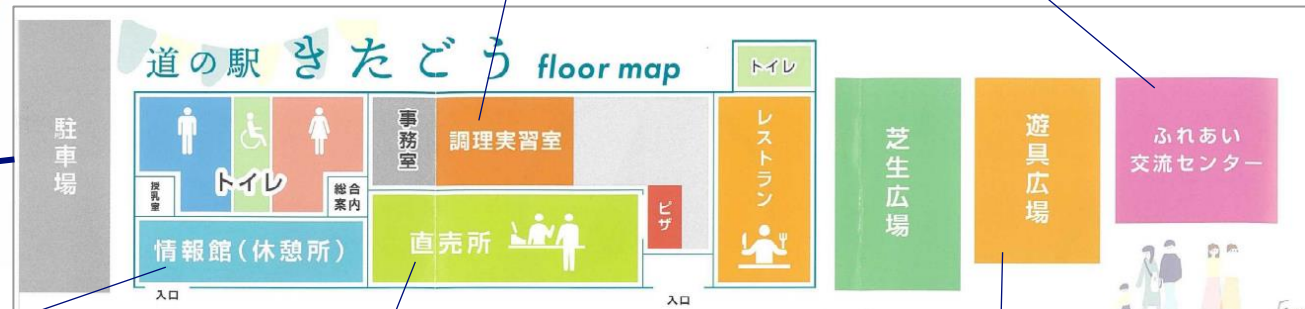 道の駅 きたごう floor map
トイレ
駐車場
トイレ
授乳室
総合
案内
情報館(休憩所)
入口
事務室
調理実習室
直売所
ピザ
入口
レストラン
芝生広場
遊具広場
ふれあい
交流センター